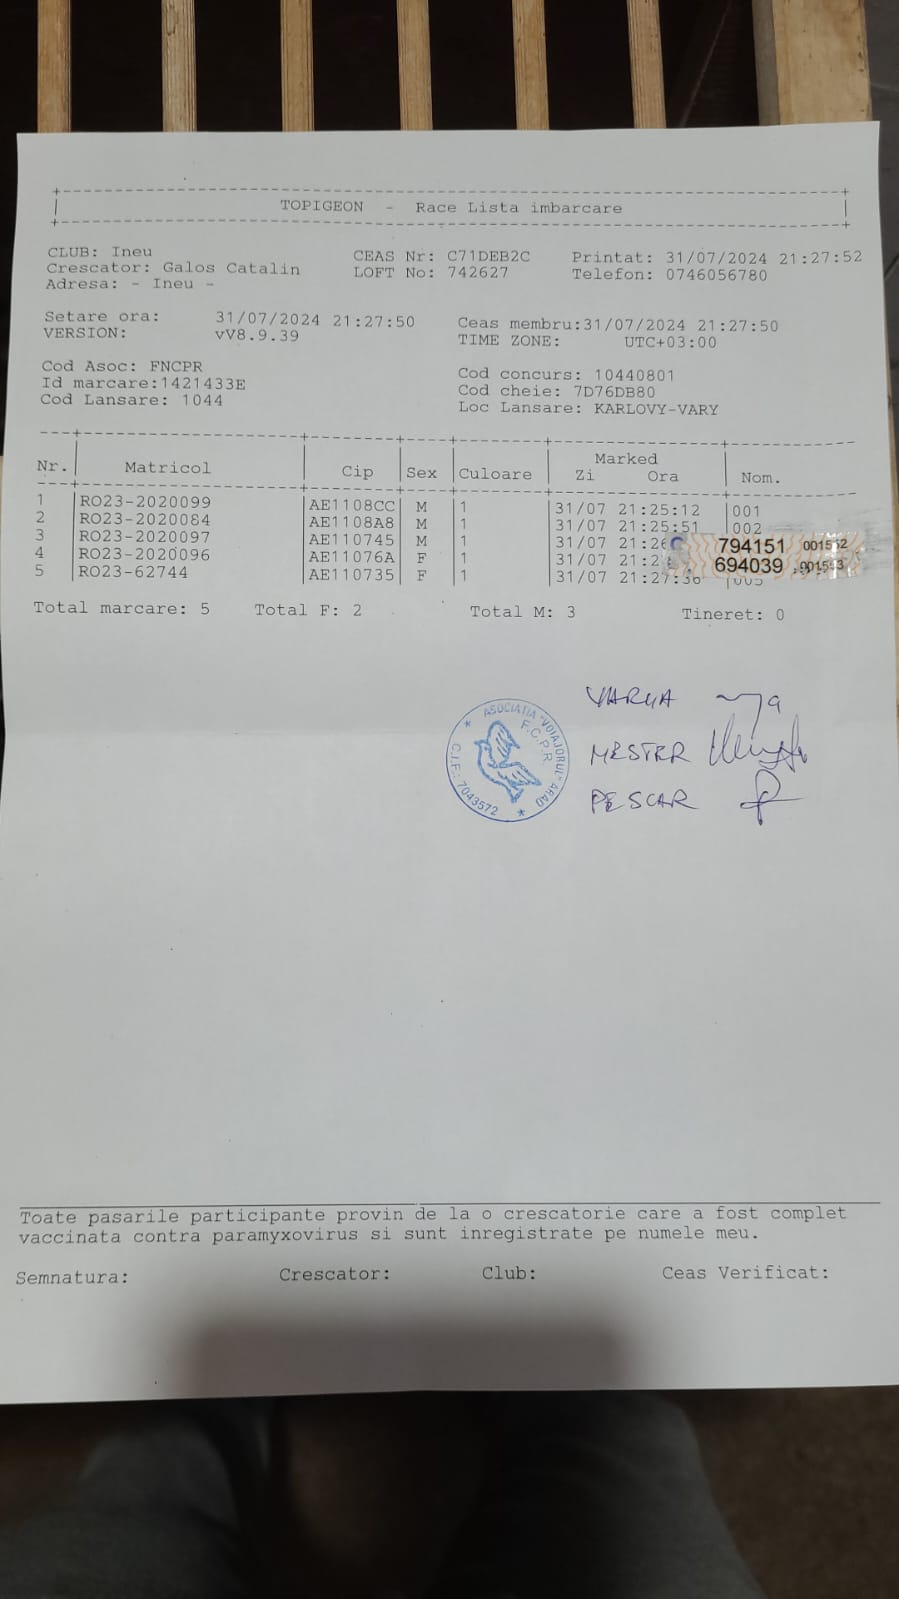 TOPIGEON - Race Lista imbarcare
CLUB: Ineu CEAS Nr: C71DEB2C Printat: 31/07/2024 21:27:52
Crescator: Galos Catalin LOFT No: 742627 Telefon: 0746056780
Adresa: - Ineu -
Setare ora: 31/07/2024 21:27:50 Ceas membru:31/07/2024 21:27:50
VERSION: vV8.9.39 TIME ZONE: UTC+03:00
Cod Asoc: FNCPR Cod concurs: 10440801
Id marcare:1421433E Cod cheie: 7D76DB80
Cod Lansare: 1044 Loc Lansare: KARLOVY-VARY
Marked
Nr. Matricol Cip Sex Culoare Zi Ora Nom.
1 RO23-2020099 AE1108CC M 1 31/07 21:25:12 001
2 RO23-2020084 AE1108A8 M 1 31/07 21:25:51 002
3 RO23-2020097 AE110745 M 1 31/07 794151
4 RO23-2020096 AE11076A F 1 31/07 694039
5 RO23-62744 AE110735 F 1 31/07 21:27:36
Total marcare: 5 Total F: 2 Total M: 3 Tineret: 0
VARGA
MESTER
PESCAR
ASOCIATIA "VOIAJORUL" ARAD
F.C.P.R.
C.I.F.: 7043572
Toate pasarile participante provin de la o crescatorie care a fost complet
vaccinata contra paramyxovirus si sunt inregistrate pe numele meu.
Semnatura: Crescator: Club: Ceas Verificat: